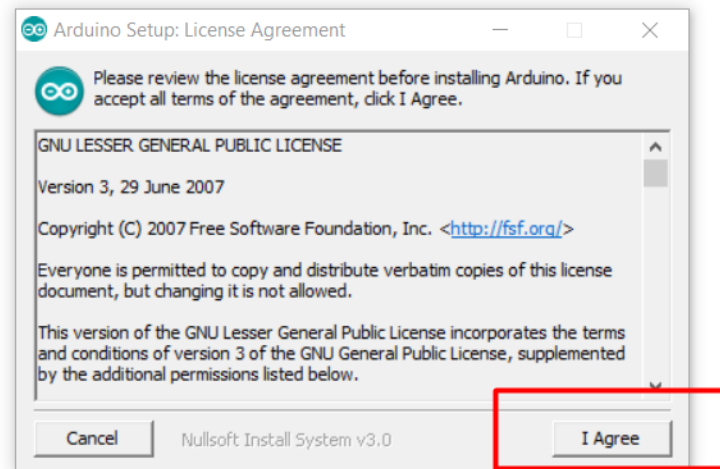 Arduino Setup: License Agreement
Please review the license agreement before installing Arduino. If you
accept all terms of the agreement, click I Agree.
GNU LESSER GENERAL PUBLIC LICENSE
Version 3, 29 June 2007
Copyright (C) 2007 Free Software Foundation, Inc. <http://fsf.org/>
Everyone is permitted to copy and distribute verbatim copies of this license
document, but changing it is not allowed.
This version of the GNU Lesser General Public License incorporates the terms
and conditions of version 3 of the GNU General Public License, supplemented
by the additional permissions listed below.
Cancel
Nullsoft Install System v3.0
I Agree